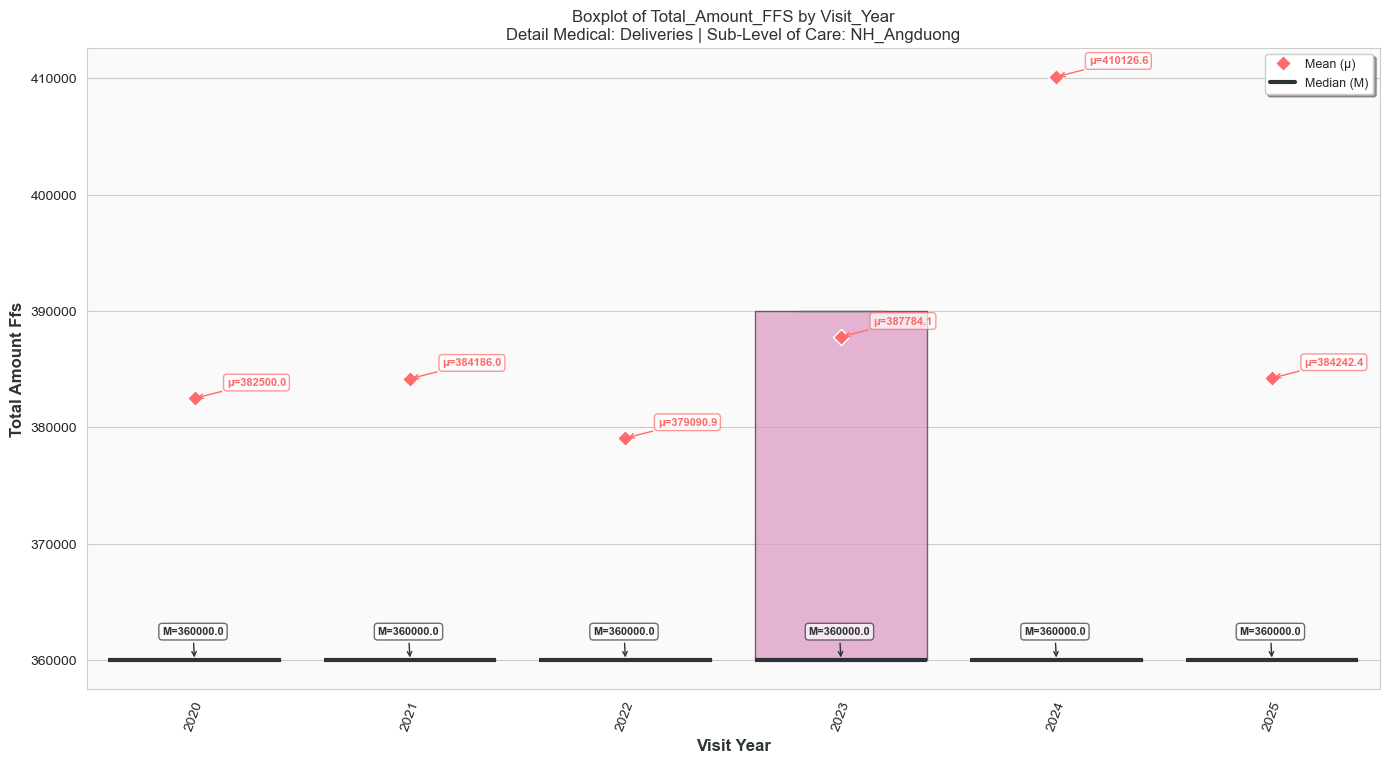 Boxplot of Total_Amount_FFS by Visit_Year
Detail Medical: Deliveries | Sub-Level of Care: NH_Angduong
Mean (μ)
Median (M)
Total Amount Ffs
410000
400000
390000
380000
370000
360000
μ=382500.0
μ=384186.0
μ=379090.9
μ=387784.1
μ=410126.6
μ=384242.4
M=360000.0
M=360000.0
M=360000.0
M=360000.0
M=360000.0
M=360000.0
2020
2021
2022
2023
2024
2025
Visit Year